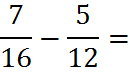 7/16 − 5/12 =